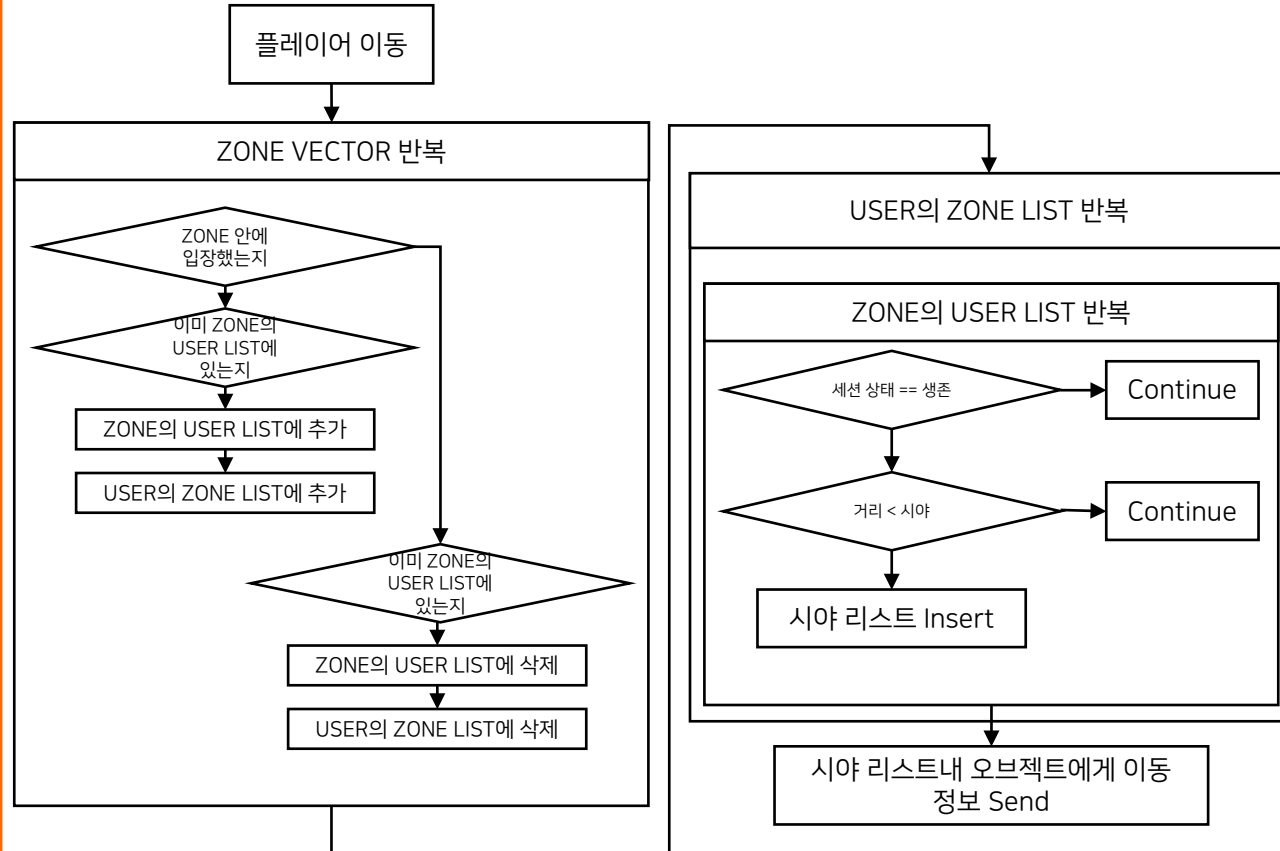 플레이어 이동
ZONE VECTOR 반복
ZONE 안에
입장했는지
이미 ZONE의
USER LIST에
있는지
ZONE의 USER LIST에 추가
USER의 ZONE LIST에 추가
이미 ZONE의
USER LIST에
있는지
ZONE의 USER LIST에 삭제
USER의 ZONE LIST에 삭제
USER의 ZONE LIST 반복
ZONE의 USER LIST 반복
세션 상태 == 생존
Continue
거리 < 시야
Continue
시야 리스트 Insert
시야 리스트내 오브젝트에게 이동
정보 Send